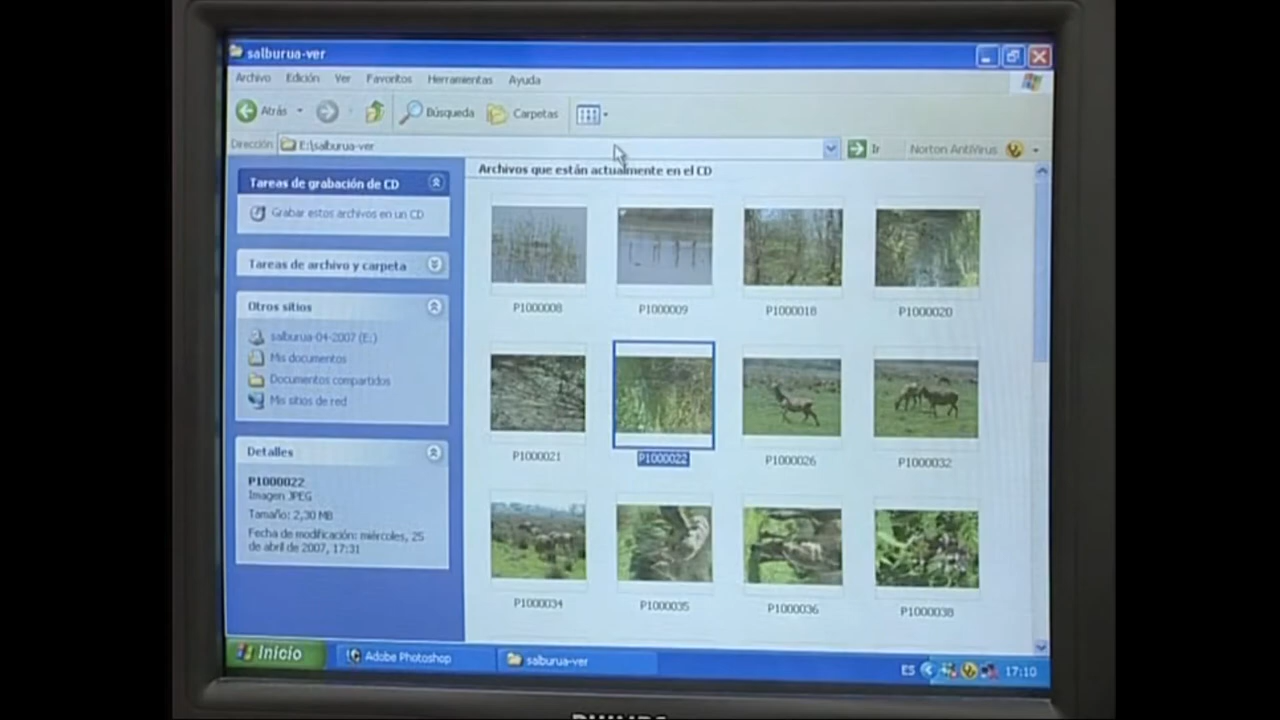 salburua-ver
Archivo Edición Ver Favoritos Herramientas Ayuda
Atrás Búsqueda Carpetas
Dirección E:\salburua-ver Ir Norton AntiVirus
Tareas de grabación de CD
Grabar estos archivos en un CD
Tareas de archivo y carpeta
Otros sitios
salburua-04-2007 (E:)
Mis documentos
Documentos compartidos
Mis sitios de red
Detalles
P1000022
Imagen JPEG
Tamaño: 2,30 MB
Fecha de modificación: miércoles, 25
de abril de 2007, 17:31
Archivos que están actualmente en el CD
P1000008 P1000009 P1000018 P1000020
P1000021 P1000022 P1000026 P1000032
P1000034 P1000035 P1000036 P1000038
Inicio Adobe Photoshop salburua-ver ES 17:10
PHILIPS